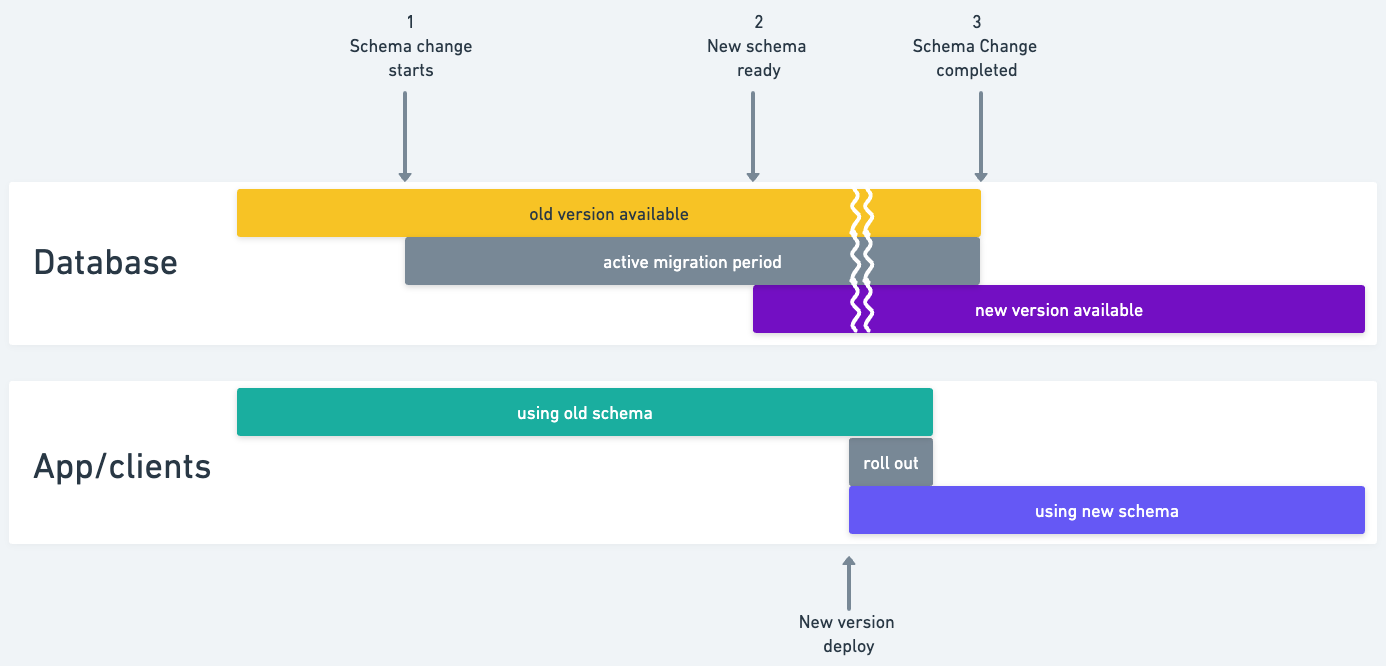 1
Schema change
starts
2
New schema
ready
3
Schema Change
completed
Database
old version available
active migration period
new version available
App/clients
using old schema
roll out
using new schema
New version
deploy